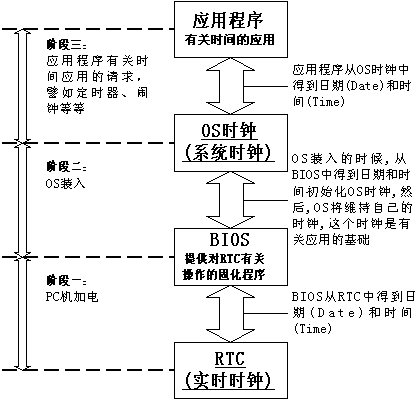 应用程序
有关时间的应用
阶段三：
应用程序有关时
间应用的请求，
譬如定时器、闹
钟等等
应用程序从OS时钟中
得到日期(Date)和时
间(Time)
OS时钟
(系统时钟)
阶段二：
OS装入
OS装入的时候，从
BIOS中得到日期和时
间初始化OS时钟，然
后，OS将维持自己的
时钟，这个时钟是有
关应用的基础
BIOS
提供对RTC有关
操作的固化程序
阶段一：
PC机加电
BIOS从RTC中得到日
期(Date)和时间
(Time)
RTC
(实时时钟)